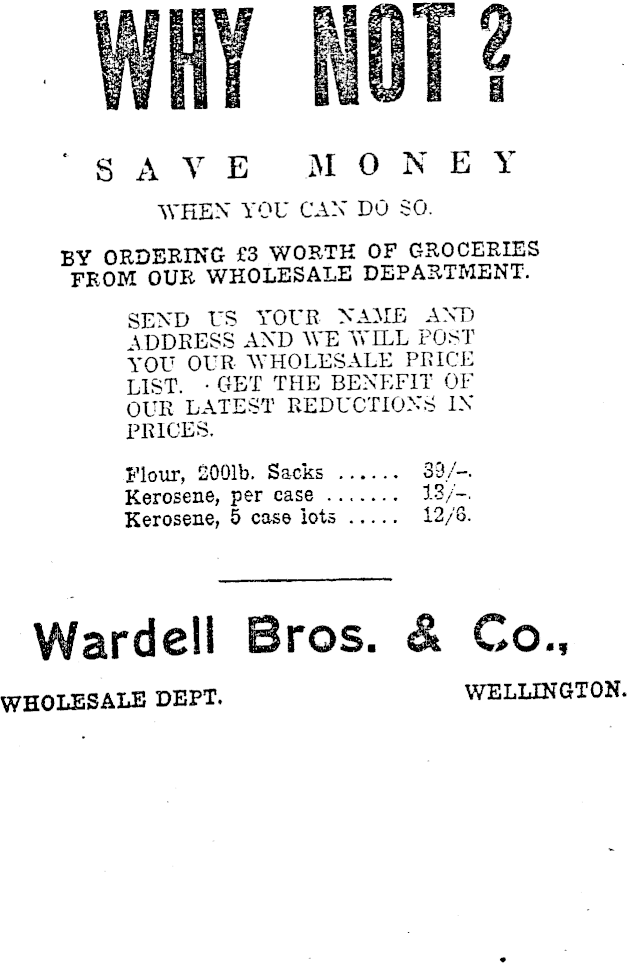 WHY NOT?
SAVE MONEY
WHEN YOU CAN DO SO.
BY ORDERING £3 WORTH OF GROCERIES
FROM OUR WHOLESALE DEPARTMENT.
SEND US YOUR NAME AND
ADDRESS AND WE WILL POST
YOU OUR WHOLESALE PRICE
LIST. GET THE BENEFIT OF
OUR LATEST REDUCTIONS IN
PRICES.
Flour, 200lb. Sacks ...... 39/-.
Kerosene, per case ....... 13/-.
Kerosene, 5 case lots ..... 12/6.
Wardell Bros. & Co.,
WHOLESALE DEPT. WELLINGTON.